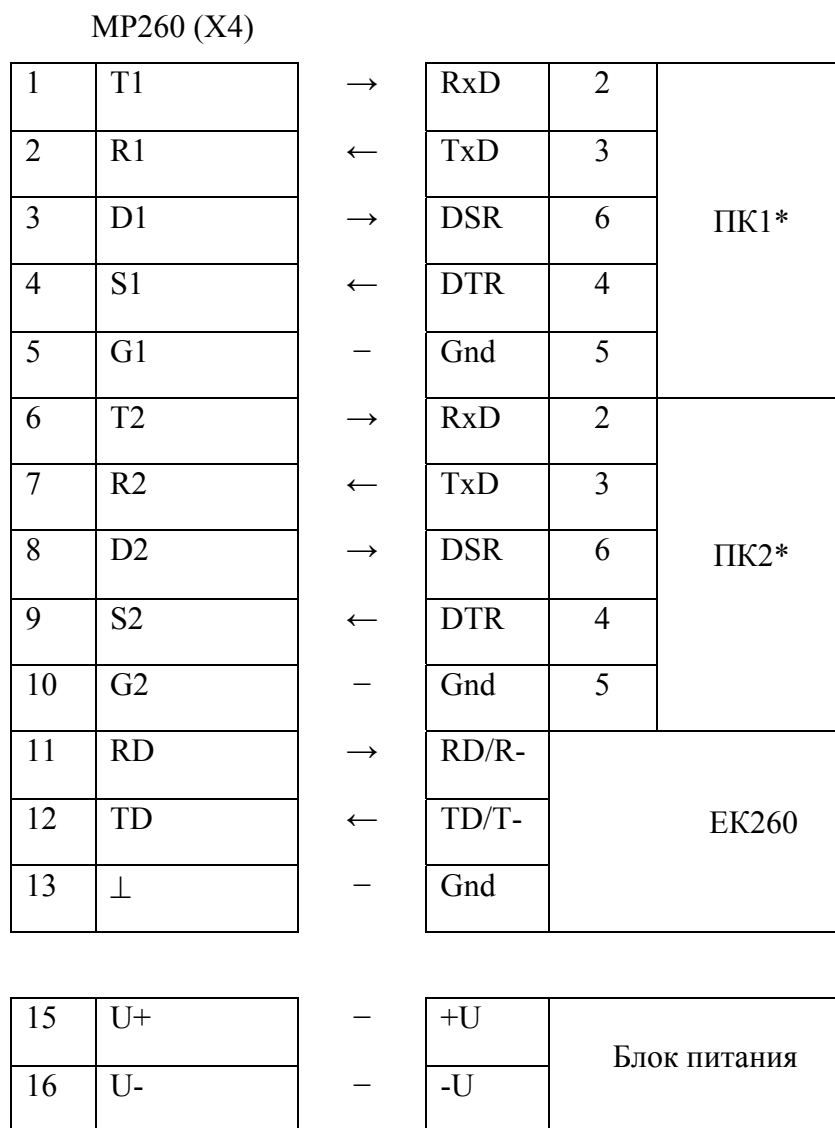 МР260 (X4)
1 T1 → RxD 2
2 R1 ← TxD 3
3 D1 → DSR 6 ПК1*
4 S1 ← DTR 4
5 G1 – Gnd 5
6 T2 → RxD 2
7 R2 ← TxD 3
8 D2 → DSR 6 ПК2*
9 S2 ← DTR 4
10 G2 – Gnd 5
11 RD → RD/R-
12 TD ← TD/T- ЕК260
13 ⊥ – Gnd
15 U+ – +U
Блок питания
16 U- – -U